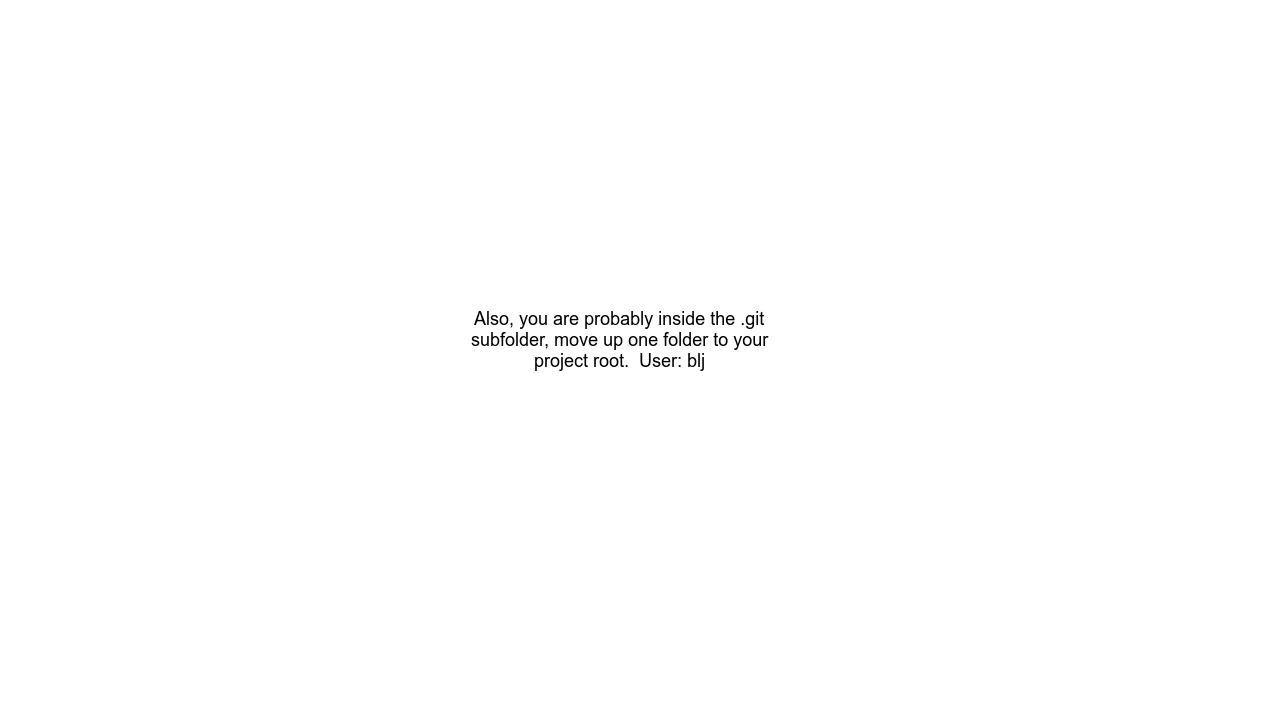 Also, you are probably inside the .git
subfolder, move up one folder to your
project root.  User: blj